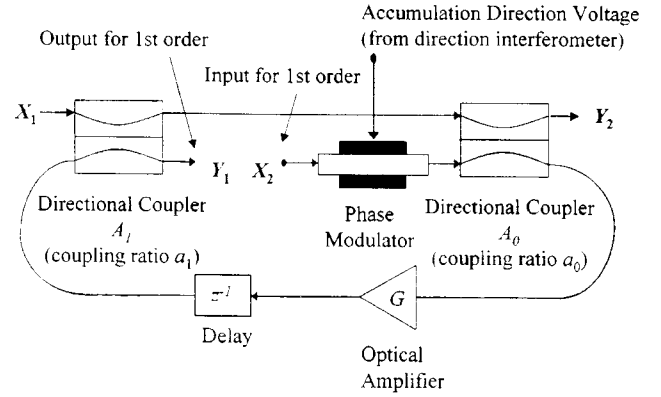 Accumulation Direction Voltage
(from direction interferometer)
Output for 1st order
Input for 1st order
X1
Y2
Y1
X2
Directional Coupler
A1
(coupling ratio a1)
Phase
Modulator
Directional Coupler
A0
(coupling ratio a0)
z-1
G
Delay
Optical
Amplifier